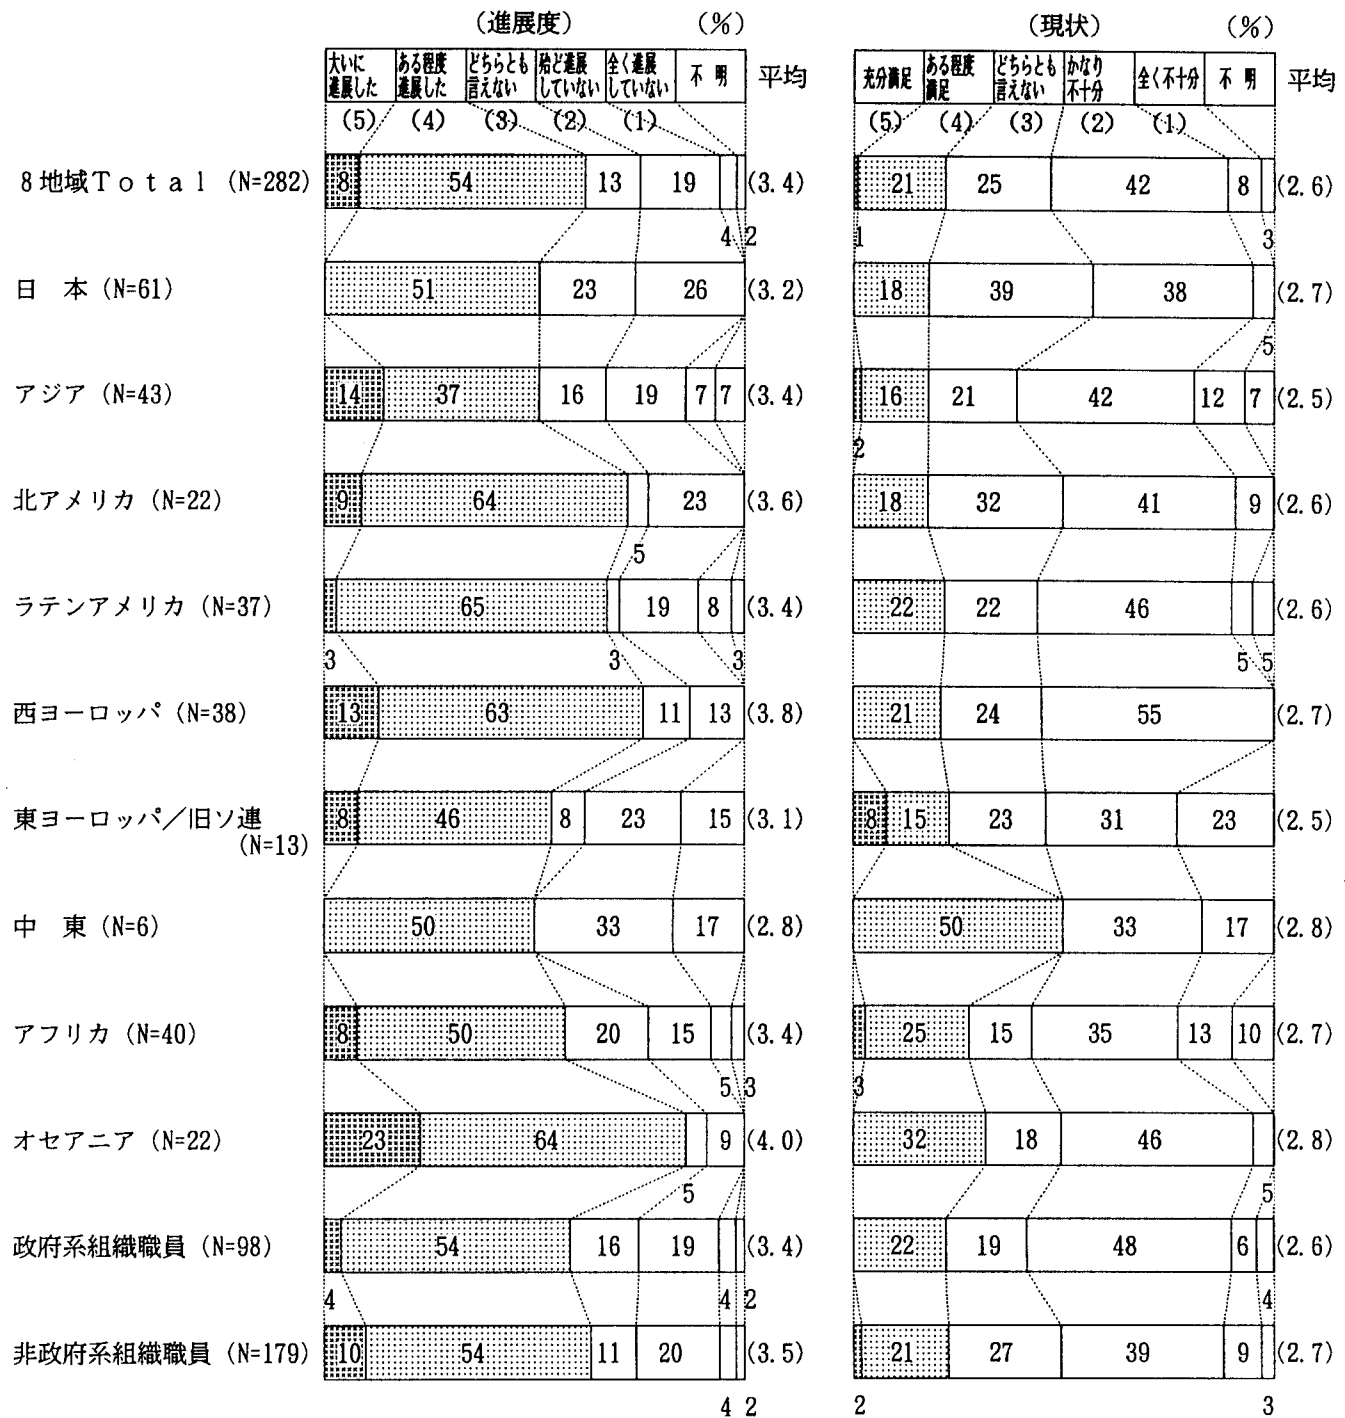 (進展度) (%) (現状) (%)
大いに進展した ある程度進展した どちらとも言えない 殆ど進展していない 全く進展していない 不明 平均 充分満足 ある程度満足 どちらとも言えない かなり不十分 全く不十分 不明 平均
(5) (4) (3) (2) (1) (5) (4) (3) (2) (1)
8地域Total (N=282) 8 54 13 19 (3.4) 21 25 42 8 (2.6)
4 2 1 3
日 本 (N=61) 51 23 26 (3.2) 18 39 38 (2.7)
5
アジア (N=43) 14 37 16 19 7 7 (3.4) 16 21 42 12 7 (2.5)
2
北アメリカ (N=22) 9 64 23 (3.6) 18 32 41 9 (2.6)
5
ラテンアメリカ (N=37) 65 19 8 (3.4) 22 22 46 (2.6)
3 3 3 5 5
西ヨーロッパ (N=38) 13 63 11 13 (3.8) 21 24 55 (2.7)
東ヨーロッパ/旧ソ連 8 46 8 23 15 (3.1) 8 15 23 31 23 (2.5)
(N=13)
中 東 (N=6) 50 33 17 (2.8) 50 33 17 (2.8)
アフリカ (N=40) 8 50 20 15 (3.4) 25 15 35 13 10 (2.7)
5 3 3
オセアニア (N=22) 23 64 9 (4.0) 32 18 46 (2.8)
5 5
政府系組織職員 (N=98) 54 16 19 (3.4) 22 19 48 6 (2.6)
4 4 2 4
非政府系組織職員 (N=179) 10 54 11 20 (3.5) 21 27 39 9 (2.7)
4 2 2 3